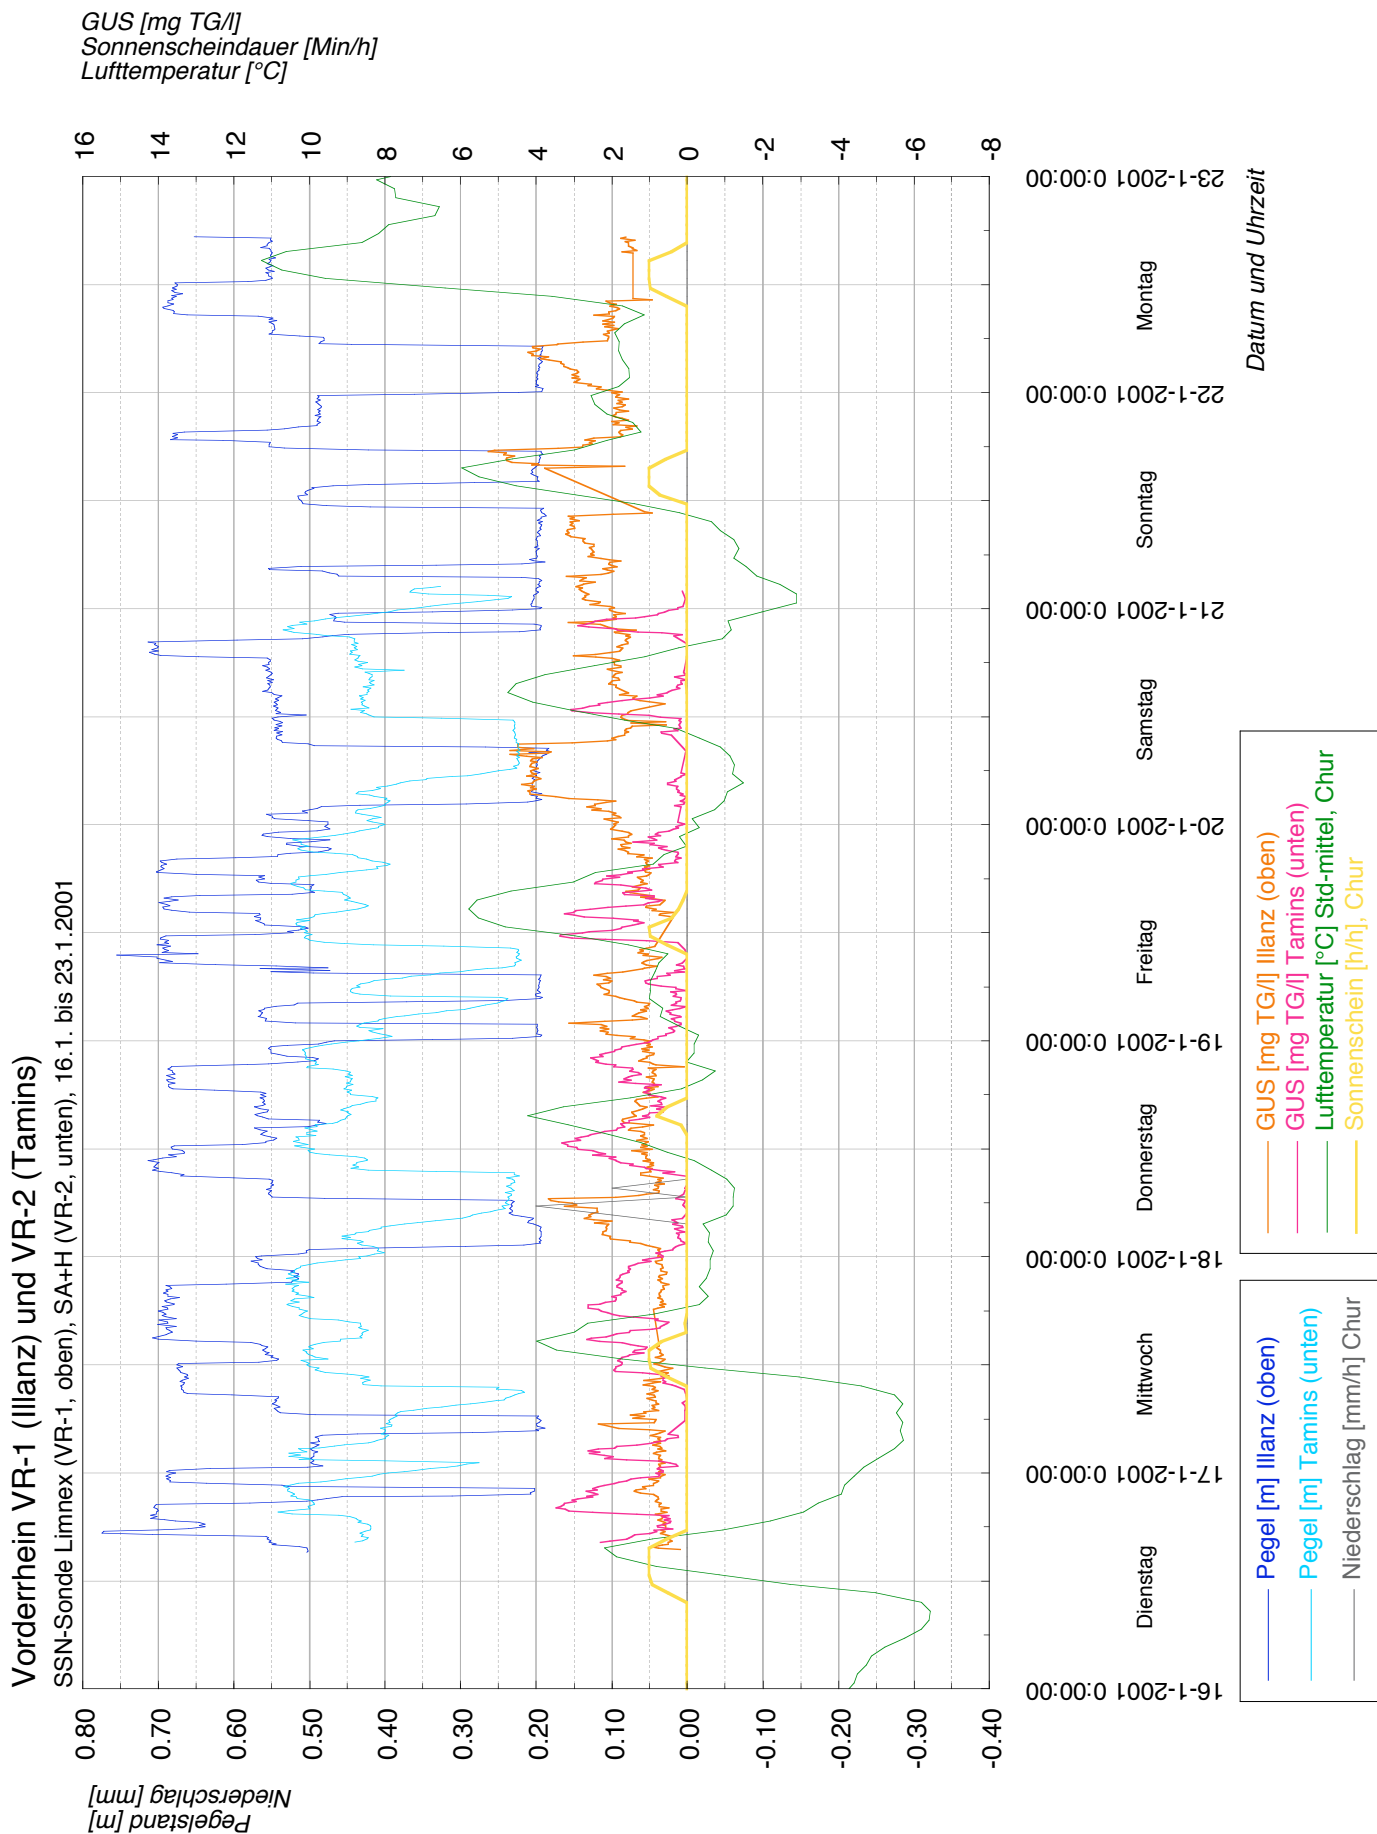 Vorderrhein VR-1 (Illanz) und VR-2 (Tamins)
SSN-Sonde Limnex (VR-1, oben), SA+H (VR-2, unten), 16.1. bis 23.1.2001
Pegelstand [m]
Niederschlag [mm]
GUS [mg TG/l]
Sonnenscheindauer [Min/h]
Lufttemperatur [°C]
0.80
0.70
0.60
0.50
0.40
0.30
0.20
0.10
0.00
-0.10
-0.20
-0.30
-0.40
16
14
12
10
8
6
4
2
0
-2
-4
-6
-8
16-1-2001 0:00:00
17-1-2001 0:00:00
18-1-2001 0:00:00
19-1-2001 0:00:00
20-1-2001 0:00:00
21-1-2001 0:00:00
22-1-2001 0:00:00
23-1-2001 0:00:00
Dienstag
Mittwoch
Donnerstag
Freitag
Samstag
Sonntag
Montag
Datum und Uhrzeit
Pegel [m] Illanz (oben)
Pegel [m] Tamins (unten)
Niederschlag [mm/h] Chur
GUS [mg TG/l] Illanz (oben)
GUS [mg TG/l] Tamins (unten)
Lufttemperatur [°C] Std-mittel, Chur
Sonnenschein [h/h], Chur